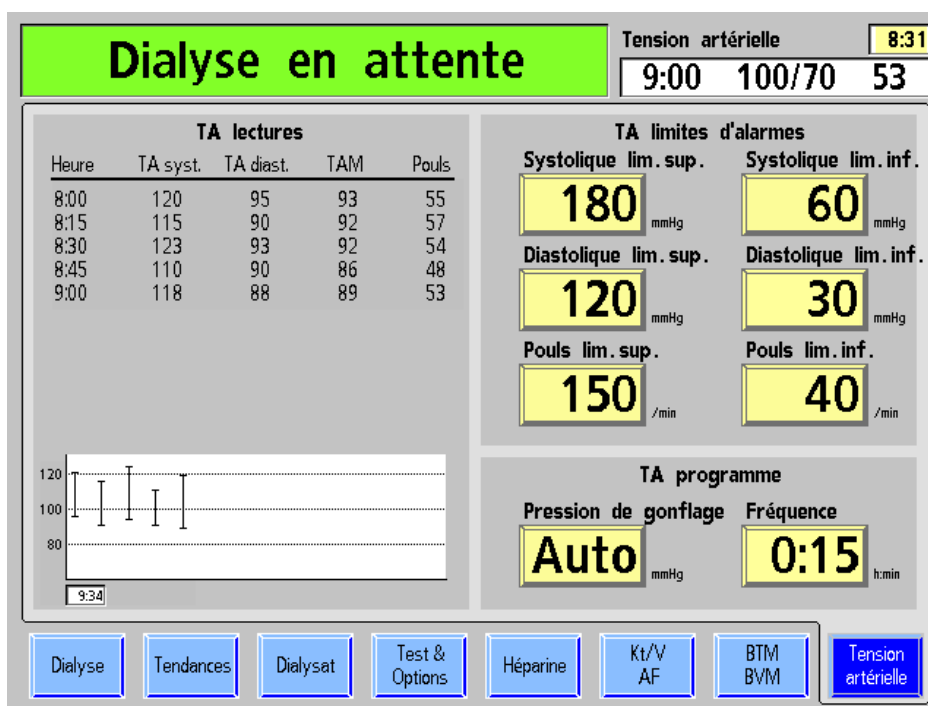 Dialyse en attente
Tension artérielle
8:31
9:00 100/70 53
TA lectures
Heure TA syst. TA diast. TAM Pouls
8:00 120 95 93 55
8:15 115 90 92 57
8:30 123 93 92 54
8:45 110 90 86 48
9:00 118 88 89 53
120
100
80
9:34
TA limites d'alarmes
Systolique lim.sup. Systolique lim.inf.
180 mmHg 60 mmHg
Diastolique lim.sup. Diastolique lim.inf.
120 mmHg 30 mmHg
Pouls lim.sup. Pouls lim.inf.
150 /min 40 /min
TA programme
Pression de gonflage Fréquence
Auto mmHg 0:15 h:min
Dialyse
Tendances
Dialysat
Test &
Options
Héparine
Kt/V
AF
BTM
BVM
Tension
artérielle